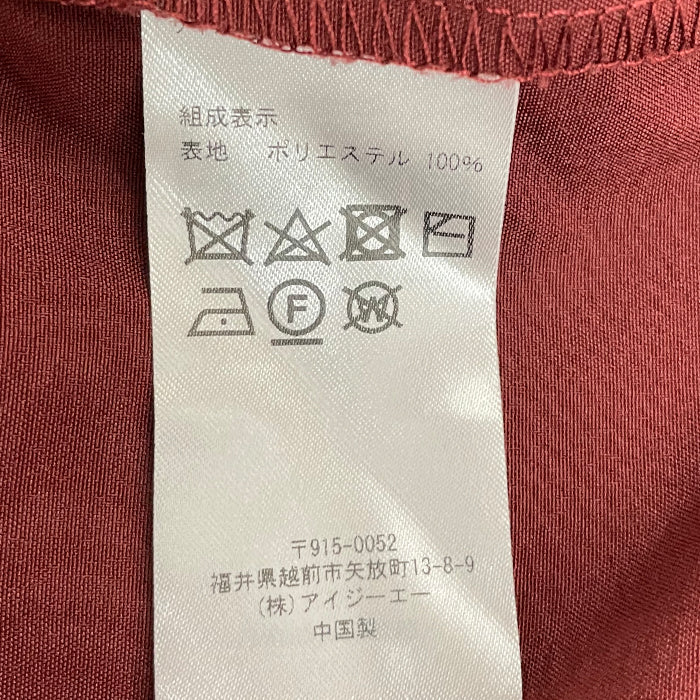 組成表示
表地 ポリエステル 100%
F W
〒915-0052
福井県越前市矢放町13-8-9
(株)アイジーエー
中国製